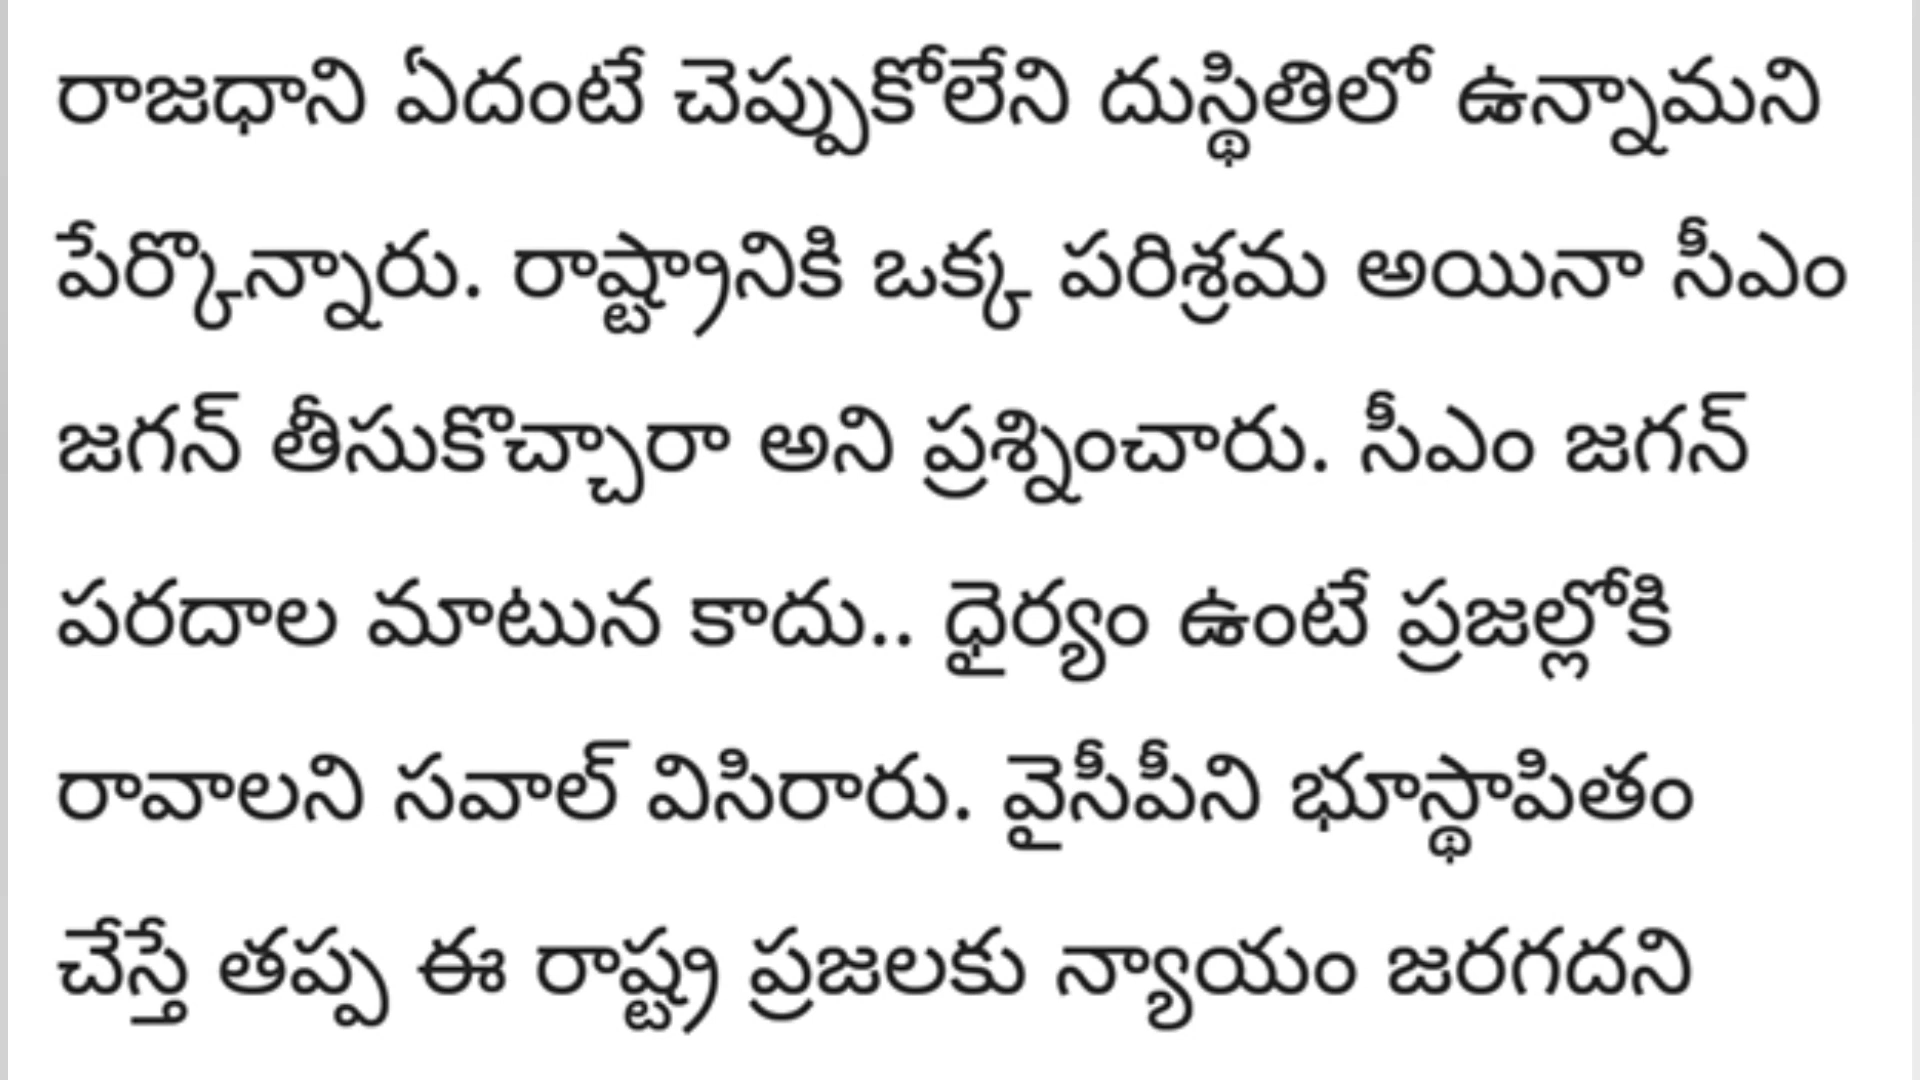 రాజధాని ఏదంటే చెప్పుకోలేని దుస్థితిలో ఉన్నామని
పేర్కొన్నారు. రాష్ట్రానికి ఒక్క పరిశ్రమ అయినా సీఎం
జగన్ తీసుకొచ్చారా అని ప్రశ్నించారు. సీఎం జగన్
పరదాల మాటున కాదు.. ధైర్యం ఉంటే ప్రజల్లోకి
రావాలని సవాల్ విసిరారు. వైసీపీని భూస్థాపితం
చేస్తే తప్ప ఈ రాష్ట్ర ప్రజలకు న్యాయం జరగదని